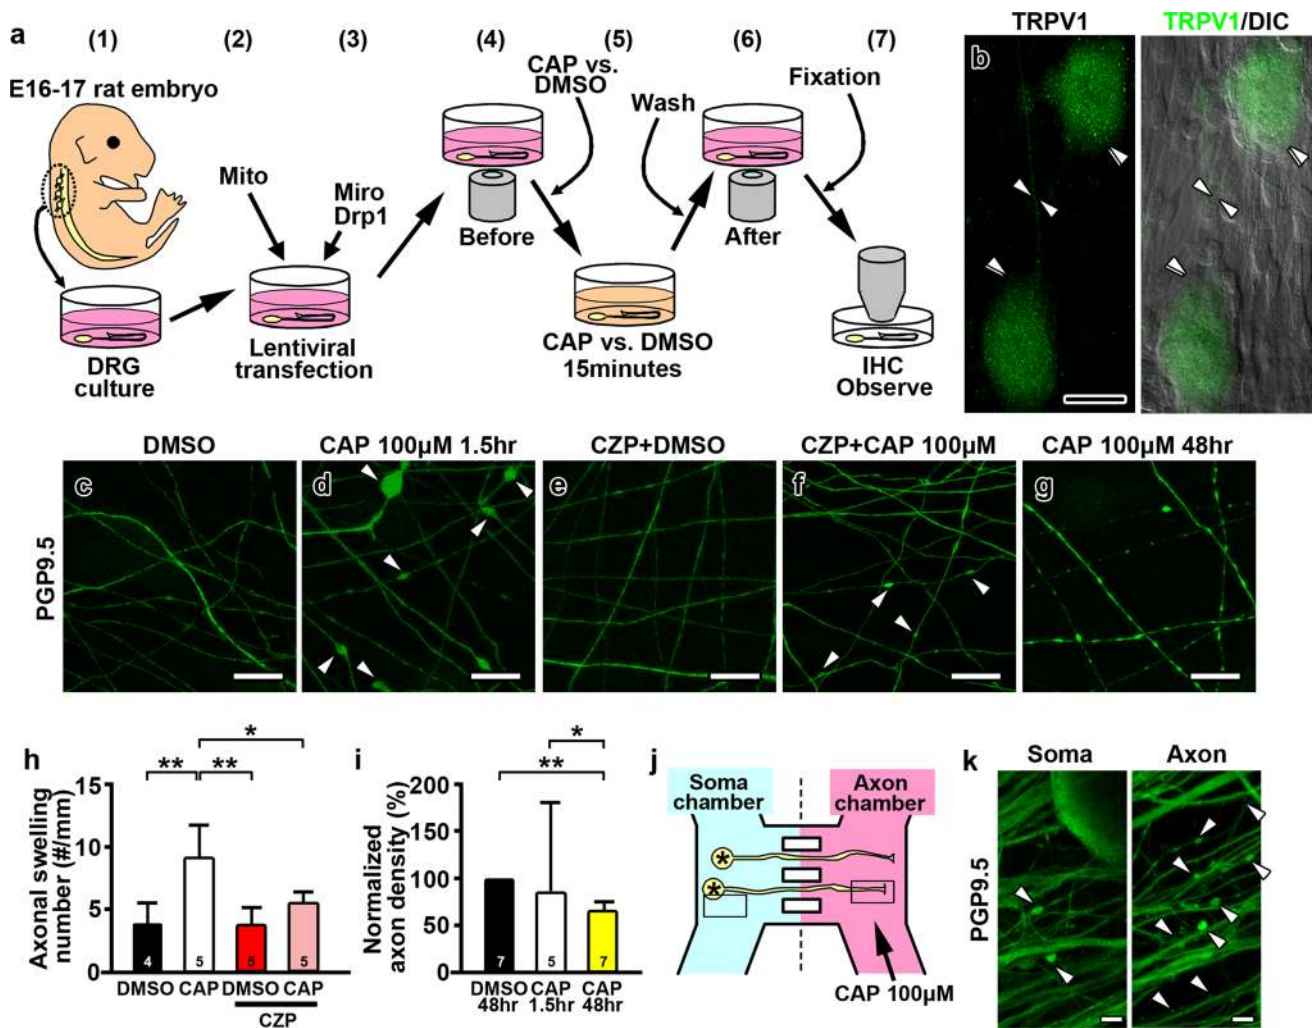 a
(1)
(2)
(3)
(4)
(5)
(6)
(7)
E16-17 rat embryo
CAP vs.
DMSO
Wash
Fixation
Mito
Miro
Drp1
Before
After
DRG
culture
Lentiviral
transfection
CAP vs. DMSO
15minutes
IHC
Observe
TRPV1
TRPV1/DIC
b
DMSO
CAP 100µM 1.5hr
CZP+DMSO
CZP+CAP 100µM
CAP 100µM 48hr
PGP9.5
c
d
e
f
g
h
Axonal swelling
number (#/mm)
15
10
5
0
**
**
*
4
5
5
5
DMSO
CAP
DMSO
CAP
CZP
i
Normalized
axon density (%)
200
150
100
50
0
**
*
7
5
7
DMSO
48hr
CAP
1.5hr
CAP
48hr
j
Soma
chamber
Axon
chamber
*
*
CAP 100µM
k
Soma
Axon
PGP9.5